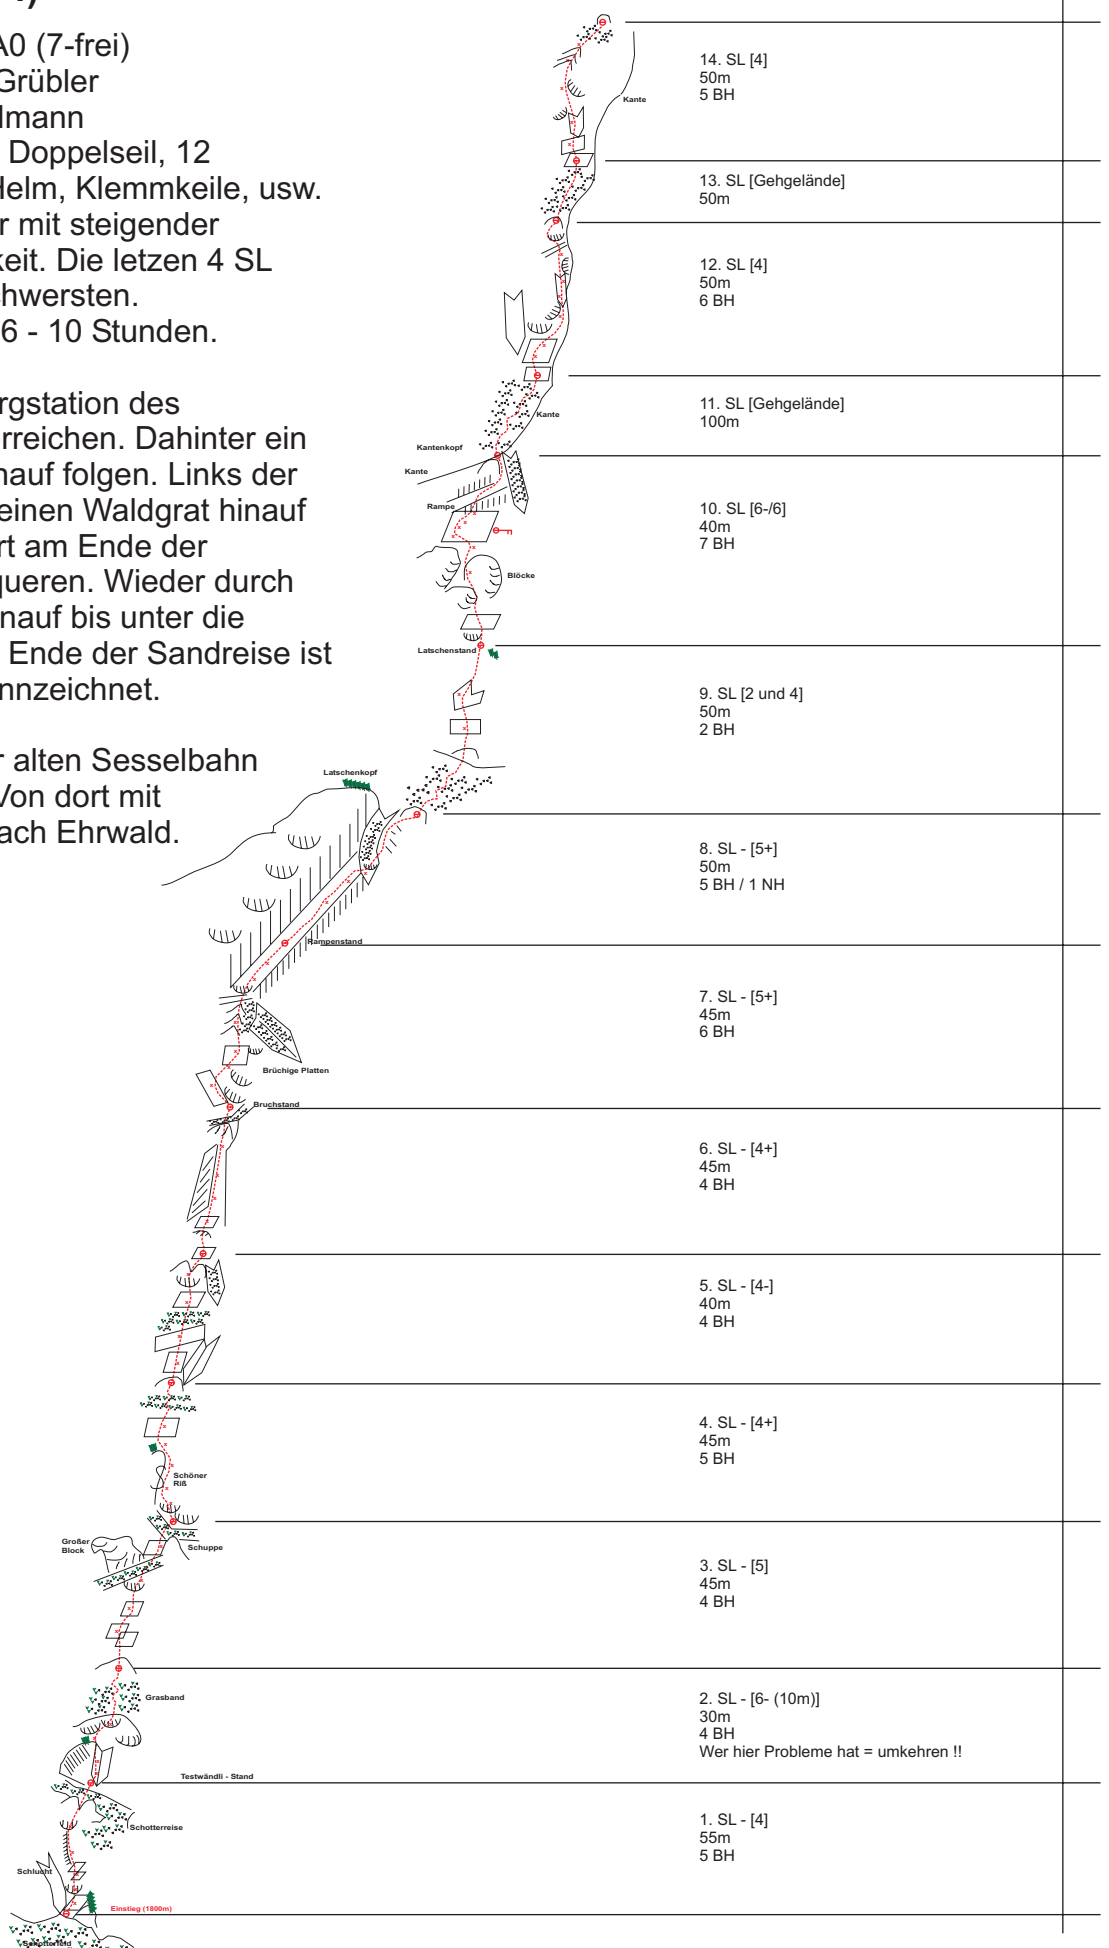 A0 (7-frei)
Grübler
lmann
Doppelseil, 12
Helm, Klemmkeile, usw.
r mit steigender
keit. Die letzen 4 SL
chwersten.
6 - 10 Stunden.
rgstation des
rreichen. Dahinter ein
nauf folgen. Links der
einen Waldgrat hinauf
rt am Ende der
queren. Wieder durch
nauf bis unter die
Ende der Sandreise ist
nnzeichnet.
r alten Sesselbahn
Von dort mit
ach Ehrwald.
14. SL [4]
50m
5 BH
Kante
13. SL [Gehgelände]
50m
12. SL [4]
50m
6 BH
11. SL [Gehgelände]
100m
Kante
Kantenkopf
Kante
Rampe
10. SL [6-/6]
40m
7 BH
Blöcke
Latschenstand
9. SL [2 und 4]
50m
2 BH
Latschenkopf
8. SL - [5+]
50m
5 BH / 1 NH
Rampenstand
7. SL - [5+]
45m
6 BH
Brüchige Platten
Bruchstand
6. SL - [4+]
45m
4 BH
5. SL - [4-]
40m
4 BH
4. SL - [4+]
45m
5 BH
Schöner
Riß
Großer
Block
Schuppe
3. SL - [5]
45m
4 BH
Grasband
2. SL - [6- (10m)]
30m
4 BH
Wer hier Probleme hat = umkehren !!
Testwändli - Stand
Schotterreise
1. SL - [4]
55m
5 BH
Schlucht
Einstieg (1800m)
Schotterfeld